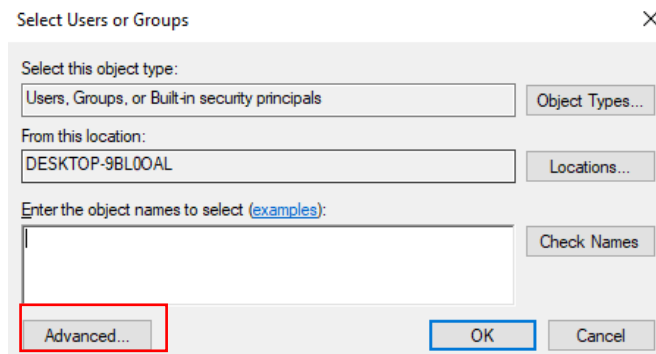 Select Users or Groups
Select this object type:
Users, Groups, or Built-in security principals
Object Types...
From this location:
DESKTOP-9BL0OAL
Locations...
Enter the object names to select (examples):
Check Names
Advanced...
OK
Cancel